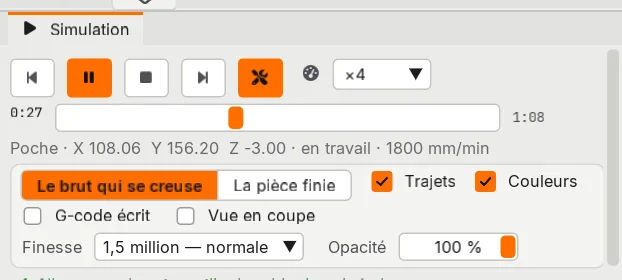 Simulation
×4
0:27 1:08
Poche · X 108.06 Y 156.20 Z -3.00 · en travail · 1800 mm/min
Le brut qui se creuse La pièce finie Trajets Couleurs
G-code écrit Vue en coupe
Finesse 1,5 million — normale Opacité 100 %